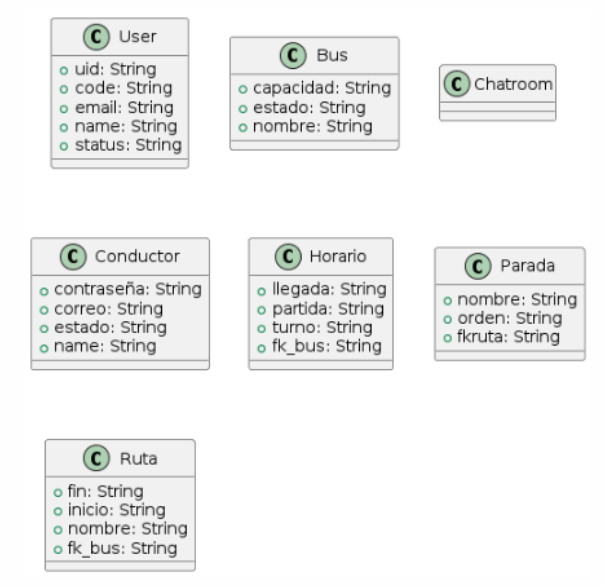 C User
uid: String
code: String
email: String
name: String
status: String
C Bus
capacidad: String
estado: String
nombre: String
C Chatroom
C Conductor
contraseña: String
correo: String
estado: String
name: String
C Horario
llegada: String
partida: String
turno: String
fk_bus: String
C Parada
nombre: String
orden: String
fkruta: String
C Ruta
fin: String
inicio: String
nombre: String
fk_bus: String